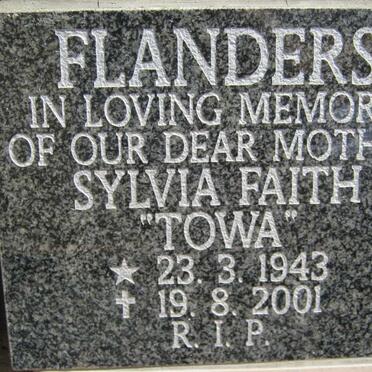 FLANDERS
IN LOVING MEMOR
OF OUR DEAR MOTH
SYLVIA FAITH
"TOWA"
★ 23. 3. 1943
✝ 19. 8. 2001
R. I. P.